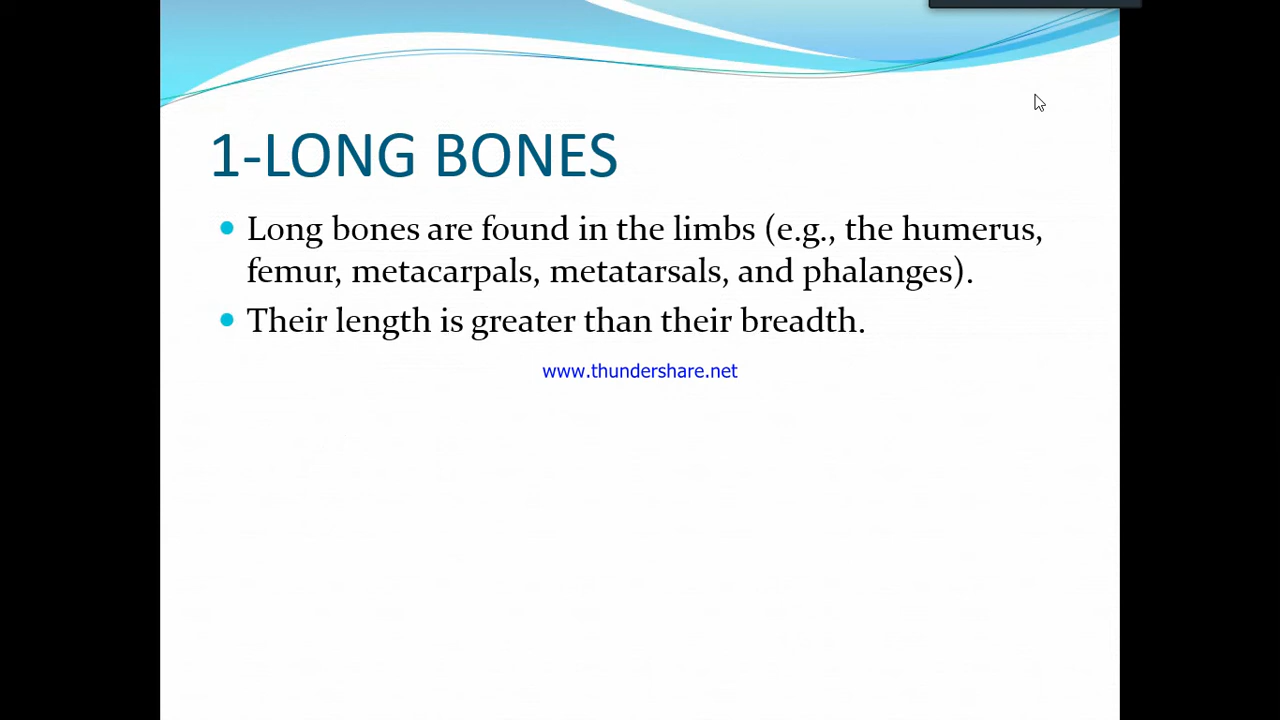 1-LONG BONES
Long bones are found in the limbs (e.g., the humerus,
femur, metacarpals, metatarsals, and phalanges).
Their length is greater than their breadth.
www.thundershare.net